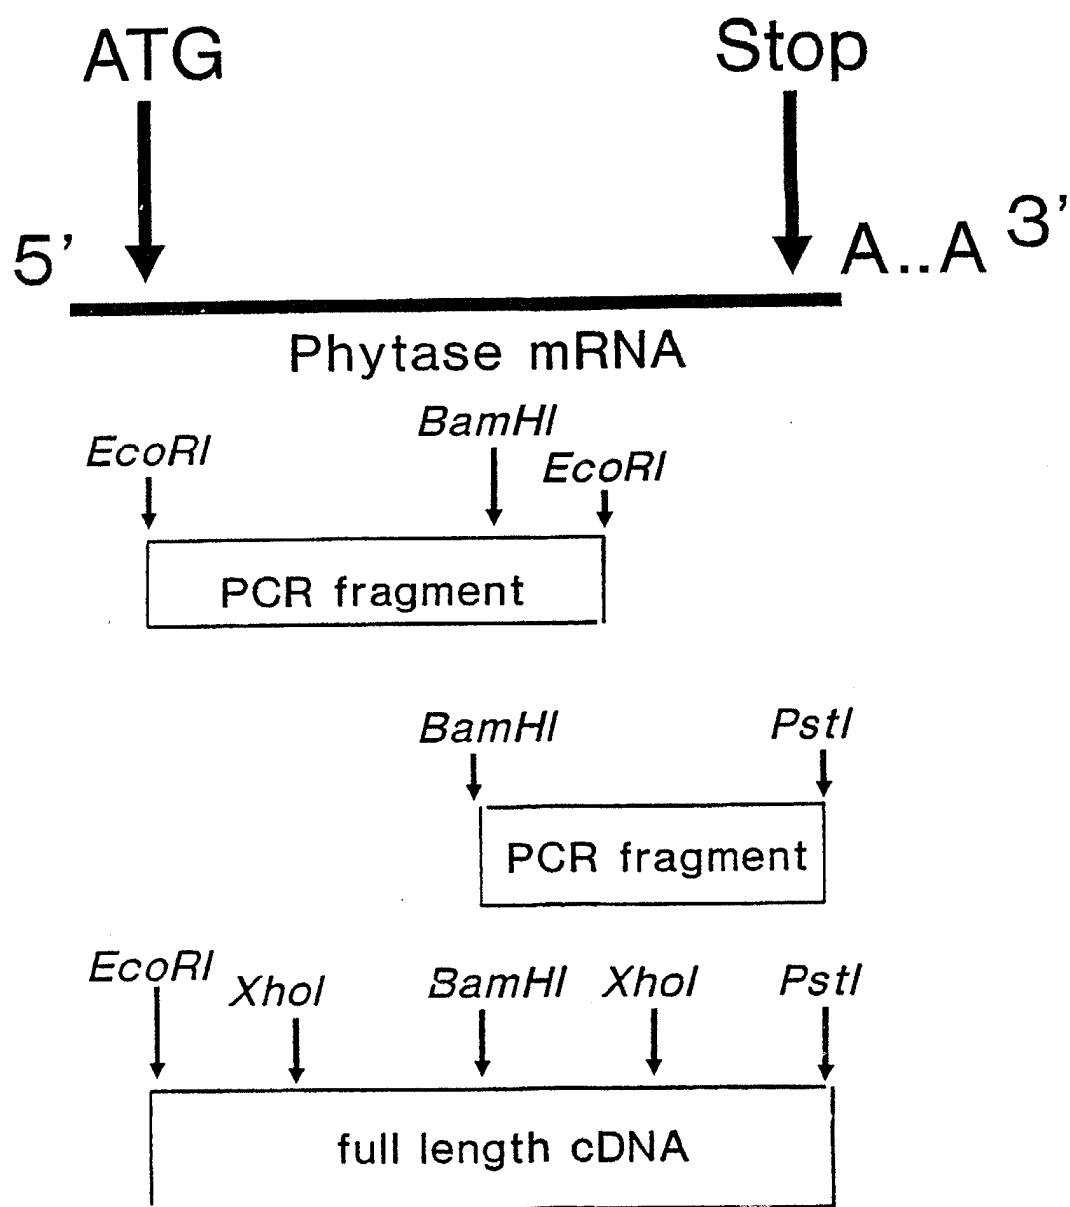 ATG Stop
5' A..A 3'
Phytase mRNA
EcoRI BamHI EcoRI
PCR fragment
BamHI PstI
PCR fragment
EcoRI XhoI BamHI XhoI PstI
full length cDNA